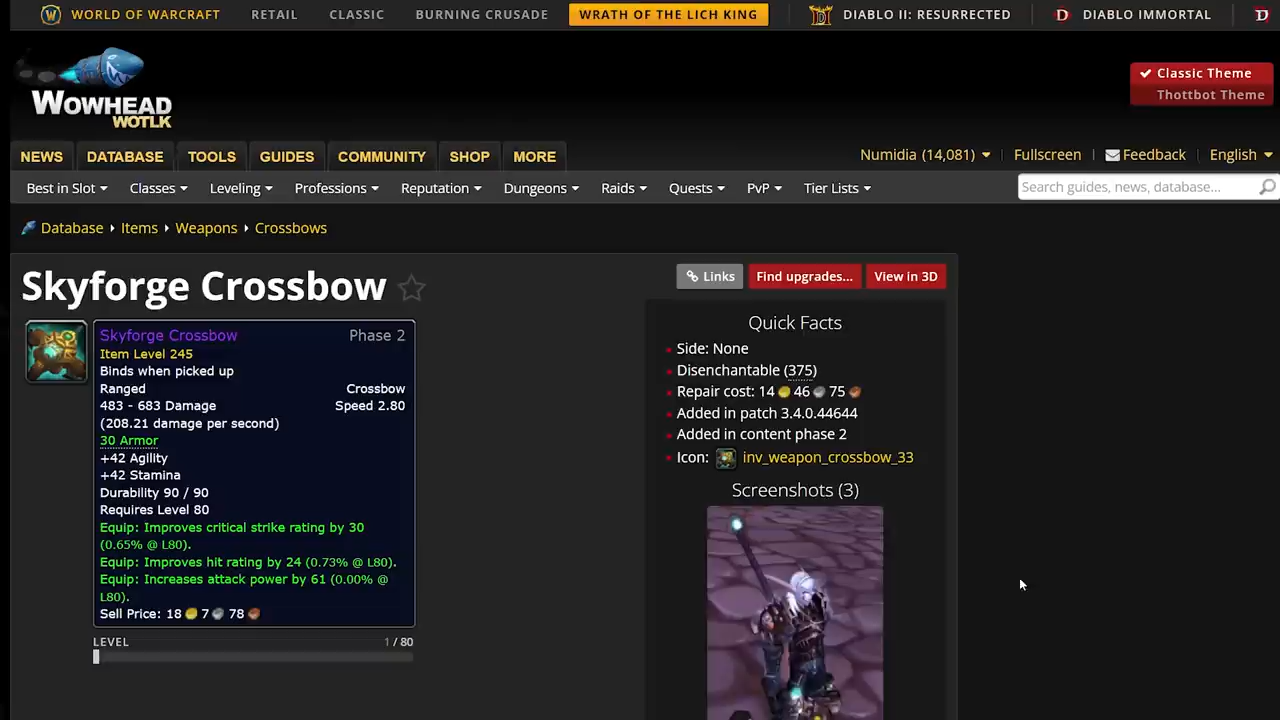 WORLD OF WARCRAFT RETAIL CLASSIC BURNING CRUSADE WRATH OF THE LICH KING DIABLO II: RESURRECTED DIABLO IMMORTAL
WOWHEAD
WOTLK
Classic Theme
Thottbot Theme
NEWS DATABASE TOOLS GUIDES COMMUNITY SHOP MORE
Numidia (14,081) Fullscreen | Feedback | English
Best in Slot Classes Leveling Professions Reputation Dungeons Raids Quests PvP Tier Lists
Search guides, news, database...
Database Items Weapons Crossbows
Skyforge Crossbow
Links Find upgrades... View in 3D
Skyforge Crossbow Phase 2
Item Level 245
Binds when picked up
Ranged Crossbow
483 - 683 Damage Speed 2.80
(208.21 damage per second)
30 Armor
+42 Agility
+42 Stamina
Durability 90 / 90
Requires Level 80
Equip: Improves critical strike rating by 30
(0.65% @ L80).
Equip: Improves hit rating by 24 (0.73% @ L80).
Equip: Increases attack power by 61 (0.00% @
L80).
Sell Price: 18 7 78
LEVEL 1 / 80
Quick Facts
Side: None
Disenchantable (375)
Repair cost: 14 46 75
Added in patch 3.4.0.44644
Added in content phase 2
Icon: inv_weapon_crossbow_33
Screenshots (3)